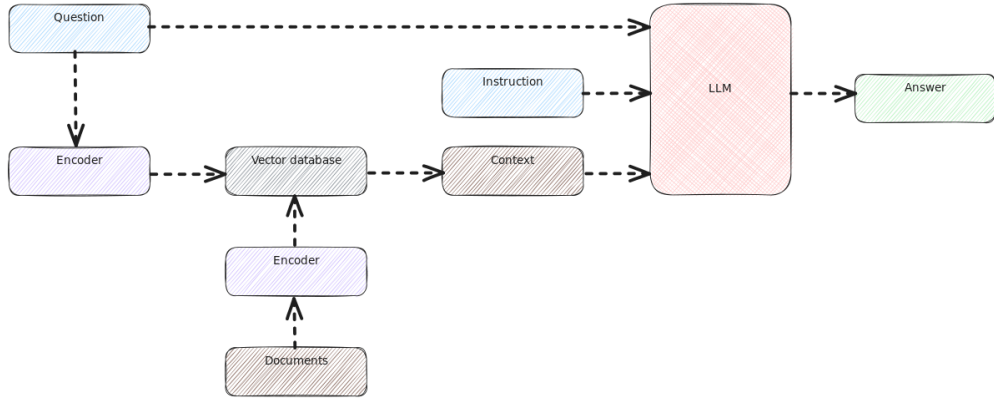 Question
Instruction
LLM
Answer
Encoder
Vector database
Context
Encoder
Documents